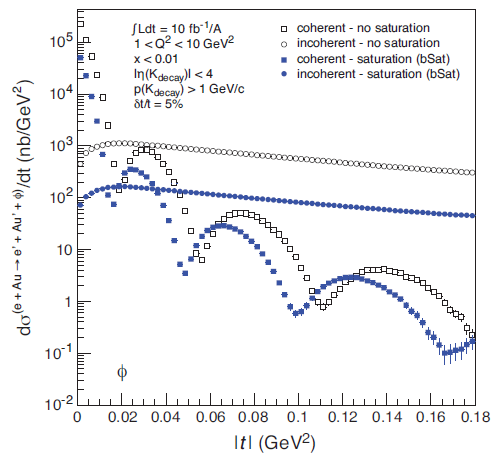 ∫Ldt = 10 fb⁻¹/A
1 < Q² < 10 GeV²
x < 0.01
|η(K_decay)| < 4
p(K_decay) > 1 GeV/c
δt/t = 5%
coherent - no saturation
incoherent - no saturation
coherent - saturation (bSat)
incoherent - saturation (bSat)
dσ^(e + Au → e' + Au' + ϕ)/dt (nb/GeV²)
10⁵
10⁴
10³
10²
10
1
10⁻¹
10⁻²
ϕ
0 0.02 0.04 0.06 0.08 0.1 0.12 0.14 0.16 0.18
|t| (GeV²)